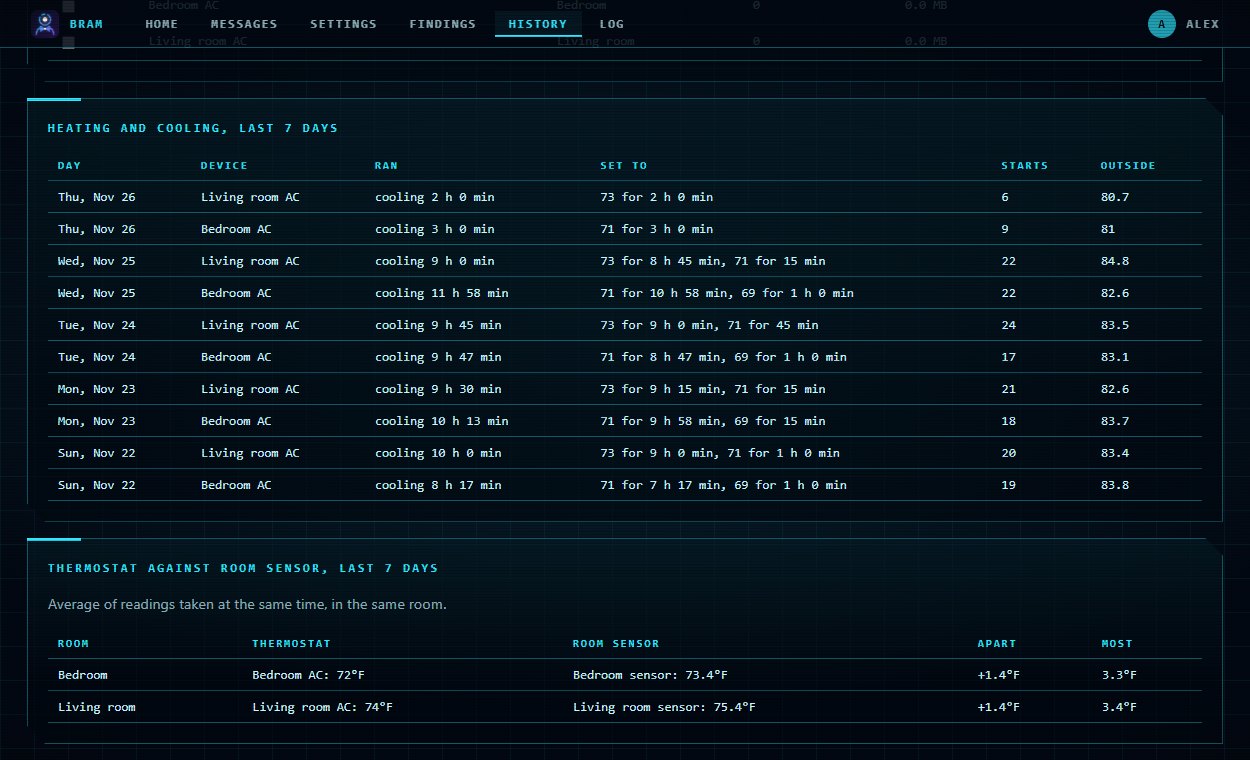 Bedroom AC Bedroom 0 0.0 MB
BRAM HOME MESSAGES SETTINGS FINDINGS HISTORY LOG A ALEX
Living room AC Living room 0 0.0 MB
HEATING AND COOLING, LAST 7 DAYS
DAY DEVICE RAN SET TO STARTS OUTSIDE
Thu, Nov 26 Living room AC cooling 2 h 0 min 73 for 2 h 0 min 6 80.7
Thu, Nov 26 Bedroom AC cooling 3 h 0 min 71 for 3 h 0 min 9 81
Wed, Nov 25 Living room AC cooling 9 h 0 min 73 for 8 h 45 min, 71 for 15 min 22 84.8
Wed, Nov 25 Bedroom AC cooling 11 h 58 min 71 for 10 h 58 min, 69 for 1 h 0 min 22 82.6
Tue, Nov 24 Living room AC cooling 9 h 45 min 73 for 9 h 0 min, 71 for 45 min 24 83.5
Tue, Nov 24 Bedroom AC cooling 9 h 47 min 71 for 8 h 47 min, 69 for 1 h 0 min 17 83.1
Mon, Nov 23 Living room AC cooling 9 h 30 min 73 for 9 h 15 min, 71 for 15 min 21 82.6
Mon, Nov 23 Bedroom AC cooling 10 h 13 min 71 for 9 h 58 min, 69 for 15 min 18 83.7
Sun, Nov 22 Living room AC cooling 10 h 0 min 73 for 9 h 0 min, 71 for 1 h 0 min 20 83.4
Sun, Nov 22 Bedroom AC cooling 8 h 17 min 71 for 7 h 17 min, 69 for 1 h 0 min 19 83.8
THERMOSTAT AGAINST ROOM SENSOR, LAST 7 DAYS
Average of readings taken at the same time, in the same room.
ROOM THERMOSTAT ROOM SENSOR APART MOST
Bedroom Bedroom AC: 72°F Bedroom sensor: 73.4°F +1.4°F 3.3°F
Living room Living room AC: 74°F Living room sensor: 75.4°F +1.4°F 3.4°F